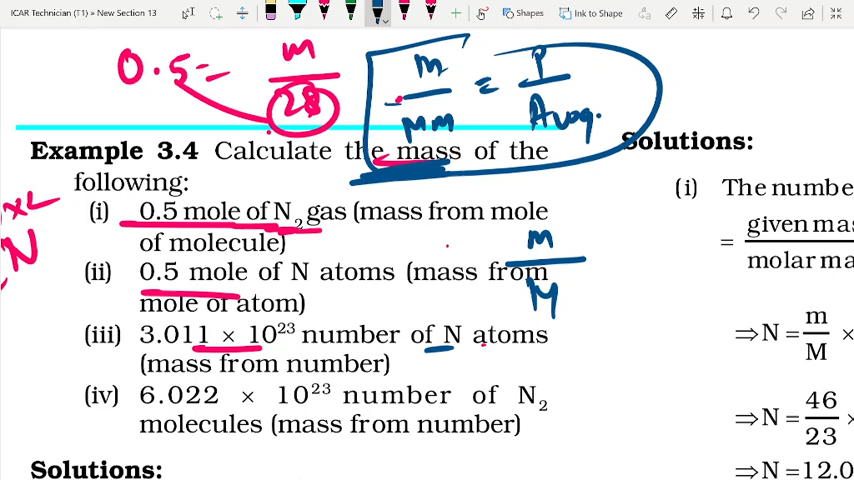 ICAR Technician (T1) » New Section 13
Shapes
Ink to Shape
0.5 = m
28
m = P
MM Avog.
Example 3.4 Calculate the mass of the
following:
(i) 0.5 mole of N₂ gas (mass from mole
of molecule)
(ii) 0.5 mole of N atoms (mass from
mole of atom)
(iii) 3.011 × 10²³ number of N atoms
(mass from number)
(iv) 6.022 × 10²³ number of N₂
molecules (mass from number)
Solutions:
×2
N
m
M
Solutions:
(i) The numbe
= given mas
molar ma
⇒ N = m ×
M
⇒ N = 46 ×
23
⇒ N = 12.0